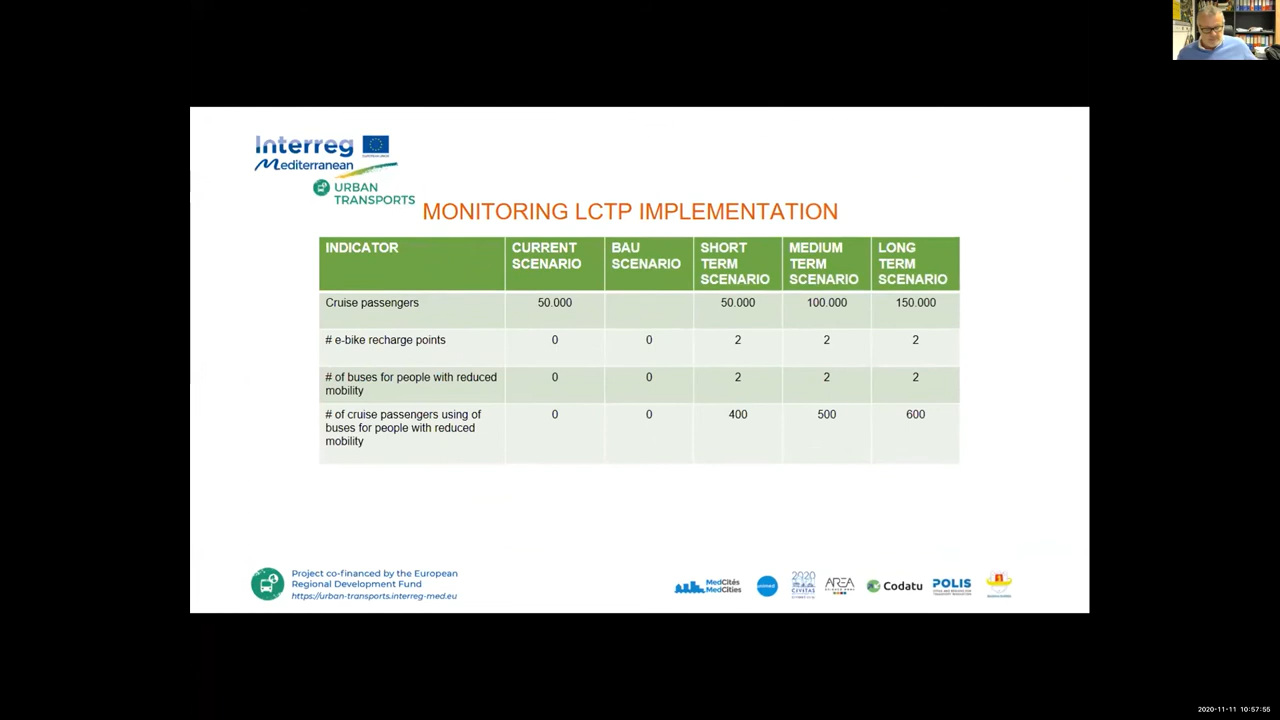 Interreg
EUROPEAN UNION
Mediterranean
URBAN
TRANSPORTS
MONITORING LCTP IMPLEMENTATION
INDICATOR CURRENT SCENARIO BAU SCENARIO SHORT TERM SCENARIO MEDIUM TERM SCENARIO LONG TERM SCENARIO
Cruise passengers 50.000 50.000 100.000 150.000
# e-bike recharge points 0 0 2 2 2
# of buses for people with reduced mobility 0 0 2 2 2
# of cruise passengers using of buses for people with reduced mobility 0 0 400 500 600
Project co-financed by the European
Regional Development Fund
https://urban-transports.interreg-med.eu
MedCités
MedCities
unimed
2020
CIVITAS
AREA
SCIENCE PARK
Codatu
POLIS
2020-11-11 10:57:55